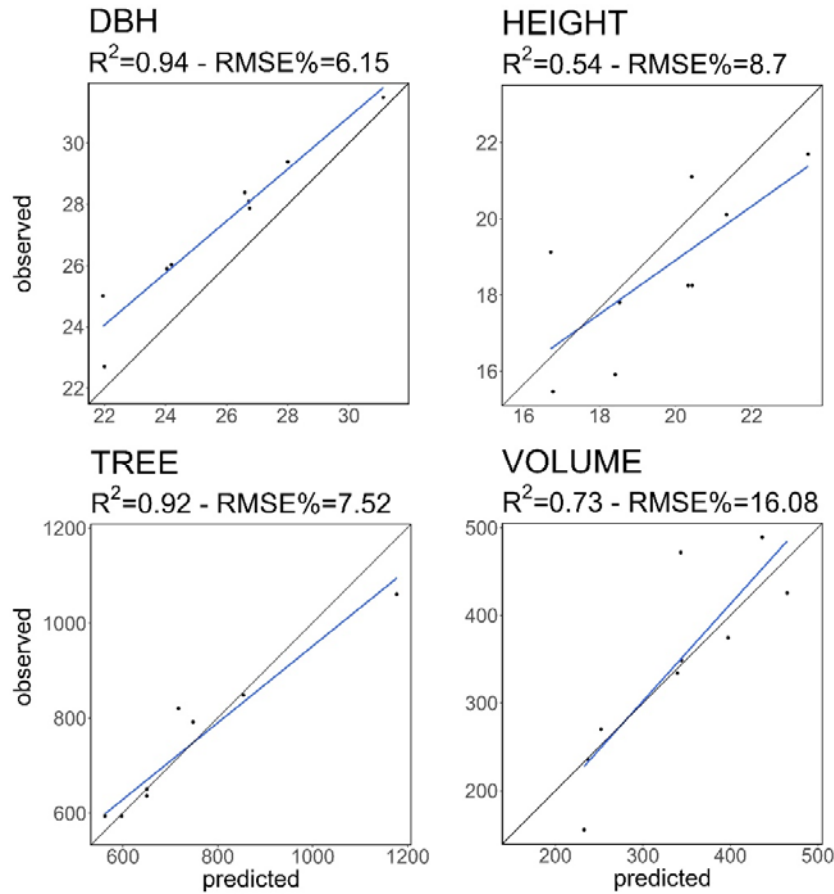 DBH
R²=0.94 - RMSE%=6.15
30
28
26
24
22
observed
22 24 26 28 30
HEIGHT
R²=0.54 - RMSE%=8.7
22
20
18
16
16 18 20 22
TREE
R²=0.92 - RMSE%=7.52
1200
1000
800
600
observed
600 800 1000 1200
predicted
VOLUME
R²=0.73 - RMSE%=16.08
500
400
300
200
200 300 400 500
predicted